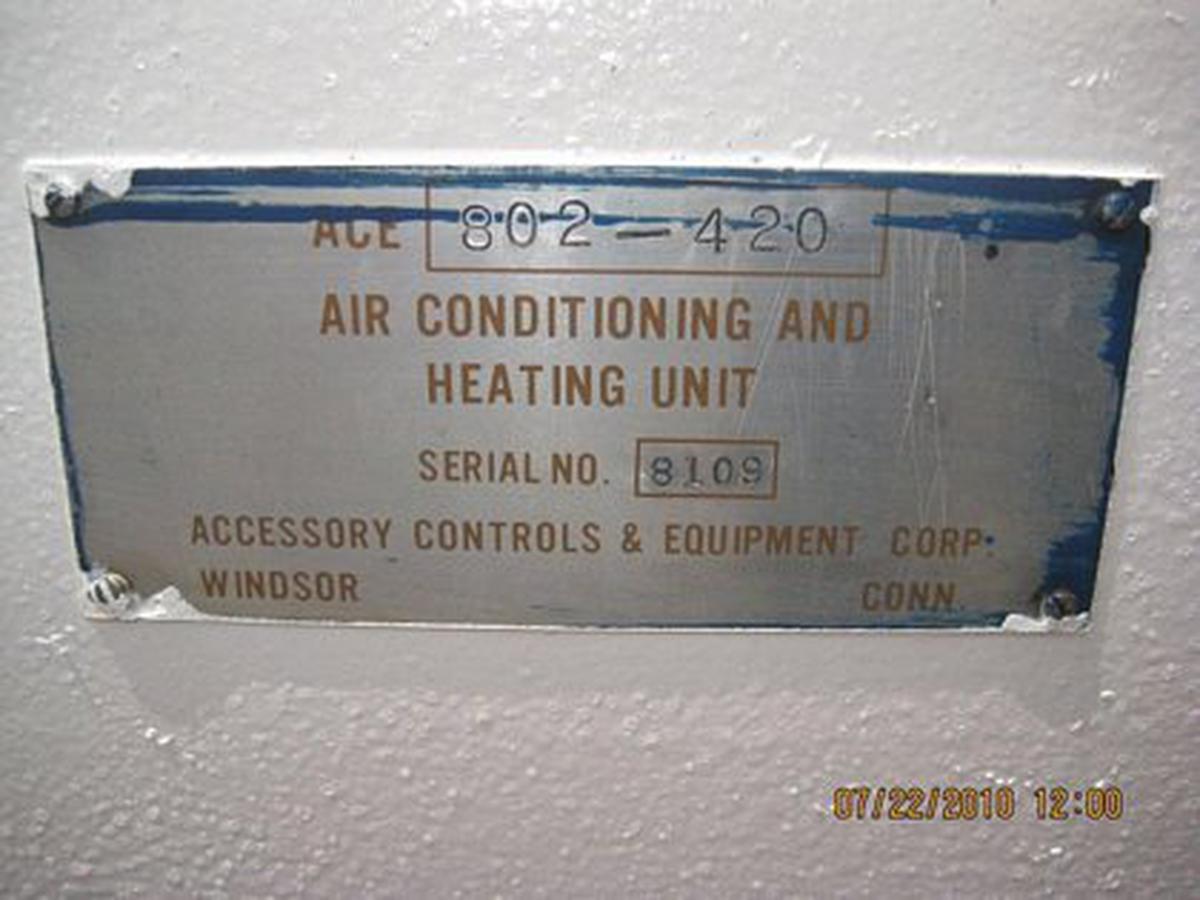 ACE 802-420
AIR CONDITIONING AND
HEATING UNIT
SERIAL NO. 8109
ACCESSORY CONTROLS & EQUIPMENT CORP.
WINDSOR CONN.
07/22/2010 12:00